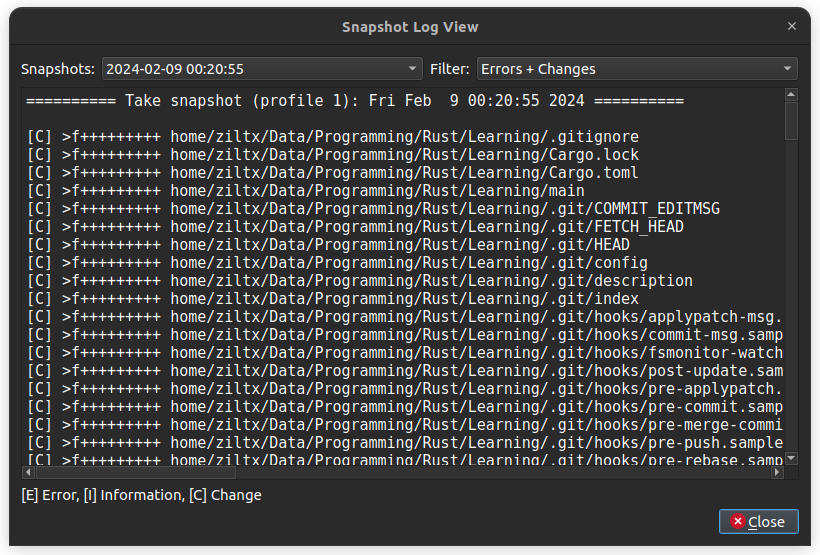 Snapshot Log View
Snapshots: 2024-02-09 00:20:55 Filter: Errors + Changes
========== Take snapshot (profile 1): Fri Feb  9 00:20:55 2024 ==========
[C] >f+++++++++ home/ziltx/Data/Programming/Rust/Learning/.gitignore
[C] >f+++++++++ home/ziltx/Data/Programming/Rust/Learning/Cargo.lock
[C] >f+++++++++ home/ziltx/Data/Programming/Rust/Learning/Cargo.toml
[C] >f+++++++++ home/ziltx/Data/Programming/Rust/Learning/main
[C] >f+++++++++ home/ziltx/Data/Programming/Rust/Learning/.git/COMMIT_EDITMSG
[C] >f+++++++++ home/ziltx/Data/Programming/Rust/Learning/.git/FETCH_HEAD
[C] >f+++++++++ home/ziltx/Data/Programming/Rust/Learning/.git/HEAD
[C] >f+++++++++ home/ziltx/Data/Programming/Rust/Learning/.git/config
[C] >f+++++++++ home/ziltx/Data/Programming/Rust/Learning/.git/description
[C] >f+++++++++ home/ziltx/Data/Programming/Rust/Learning/.git/index
[C] >f+++++++++ home/ziltx/Data/Programming/Rust/Learning/.git/hooks/applypatch-msg.
[C] >f+++++++++ home/ziltx/Data/Programming/Rust/Learning/.git/hooks/commit-msg.samp
[C] >f+++++++++ home/ziltx/Data/Programming/Rust/Learning/.git/hooks/fsmonitor-watch
[C] >f+++++++++ home/ziltx/Data/Programming/Rust/Learning/.git/hooks/post-update.sam
[C] >f+++++++++ home/ziltx/Data/Programming/Rust/Learning/.git/hooks/pre-applypatch.
[C] >f+++++++++ home/ziltx/Data/Programming/Rust/Learning/.git/hooks/pre-commit.samp
[C] >f+++++++++ home/ziltx/Data/Programming/Rust/Learning/.git/hooks/pre-merge-commi
[C] >f+++++++++ home/ziltx/Data/Programming/Rust/Learning/.git/hooks/pre-push.sample
[C] >f+++++++++ home/ziltx/Data/Programming/Rust/Learning/.git/hooks/pre-rebase.samp
[E] Error, [I] Information, [C] Change
Close